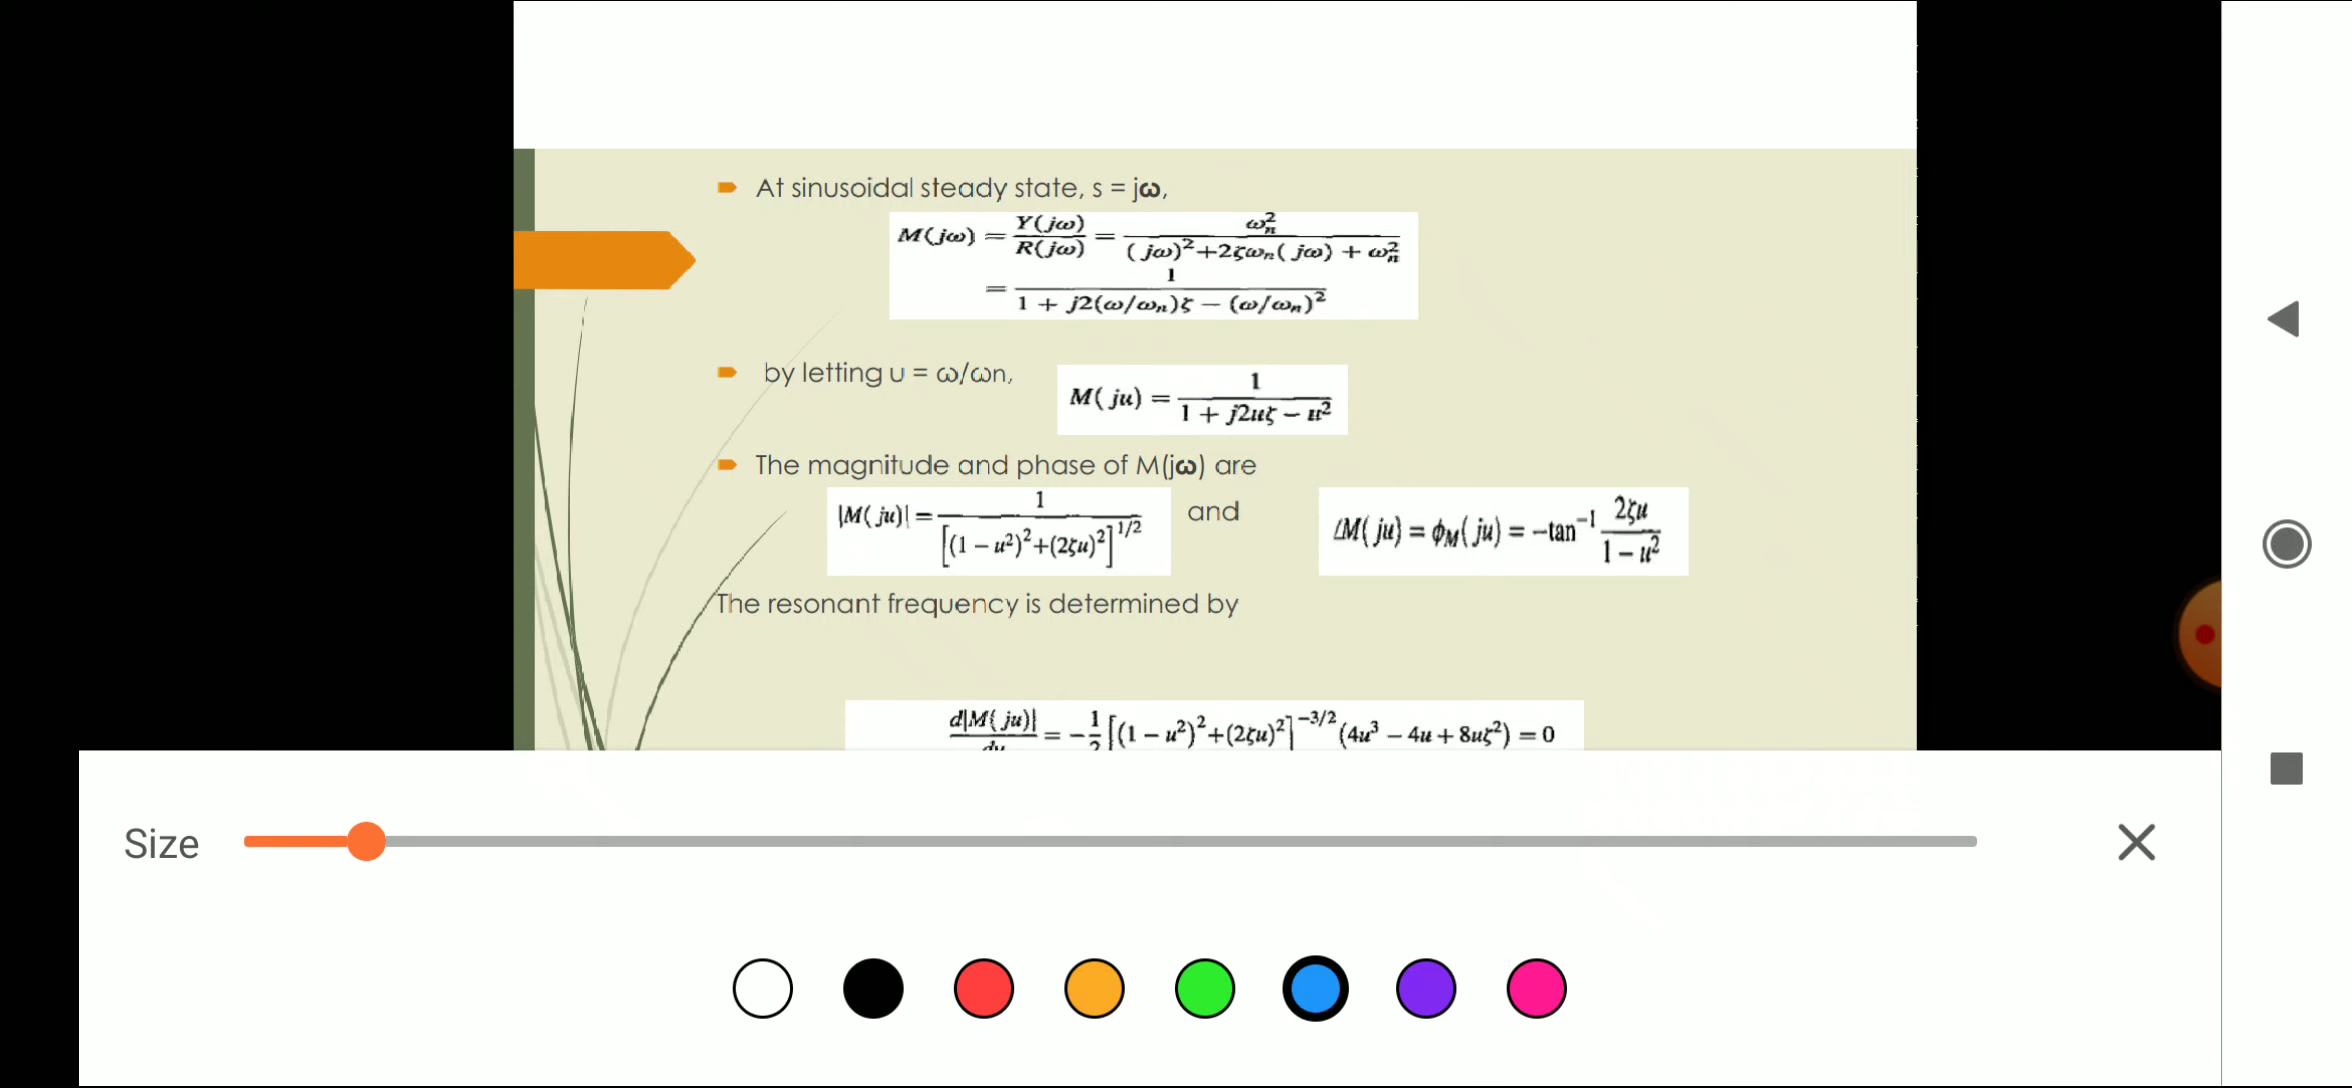 At sinusoidal steady state, s = jω,
M(jω) = Y(jω)/R(jω) = ω_n^2/((jω)^2+2ζω_n(jω) + ω_n^2)
= 1/(1 + j2(ω/ω_n)ζ − (ω/ω_n)^2)
by letting u = ω/ωn,
M(ju) = 1/(1 + j2uζ − u^2)
The magnitude and phase of M(jω) are
|M(ju)| = 1/[(1 − u^2)^2+(2ζu)^2]^1/2 and ∠M(ju) = ϕ_M(ju) = −tan^−1 2ζu/(1 − u^2)
The resonant frequency is determined by
d|M(ju)|/du = −1/2 [(1 − u^2)^2+(2ζu)^2]^−3/2 (4u^3 − 4u + 8uζ^2) = 0
Size